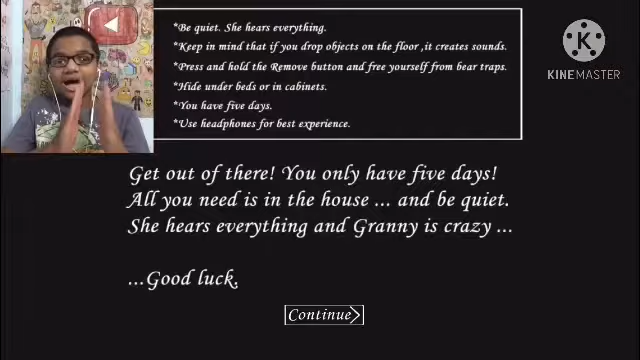 *Be quiet. She hears everything.
*Keep in mind that if you drop objects on the floor ,it creates sounds.
*Press and hold the Remove button and free yourself from bear traps.
*Hide under beds or in cabinets.
*You have five days.
*Use headphones for best experience.
KINEMASTER
Get out of there! You only have five days!
All you need is in the house ... and be quiet.
She hears everything and Granny is crazy ...
...Good luck.
Continue